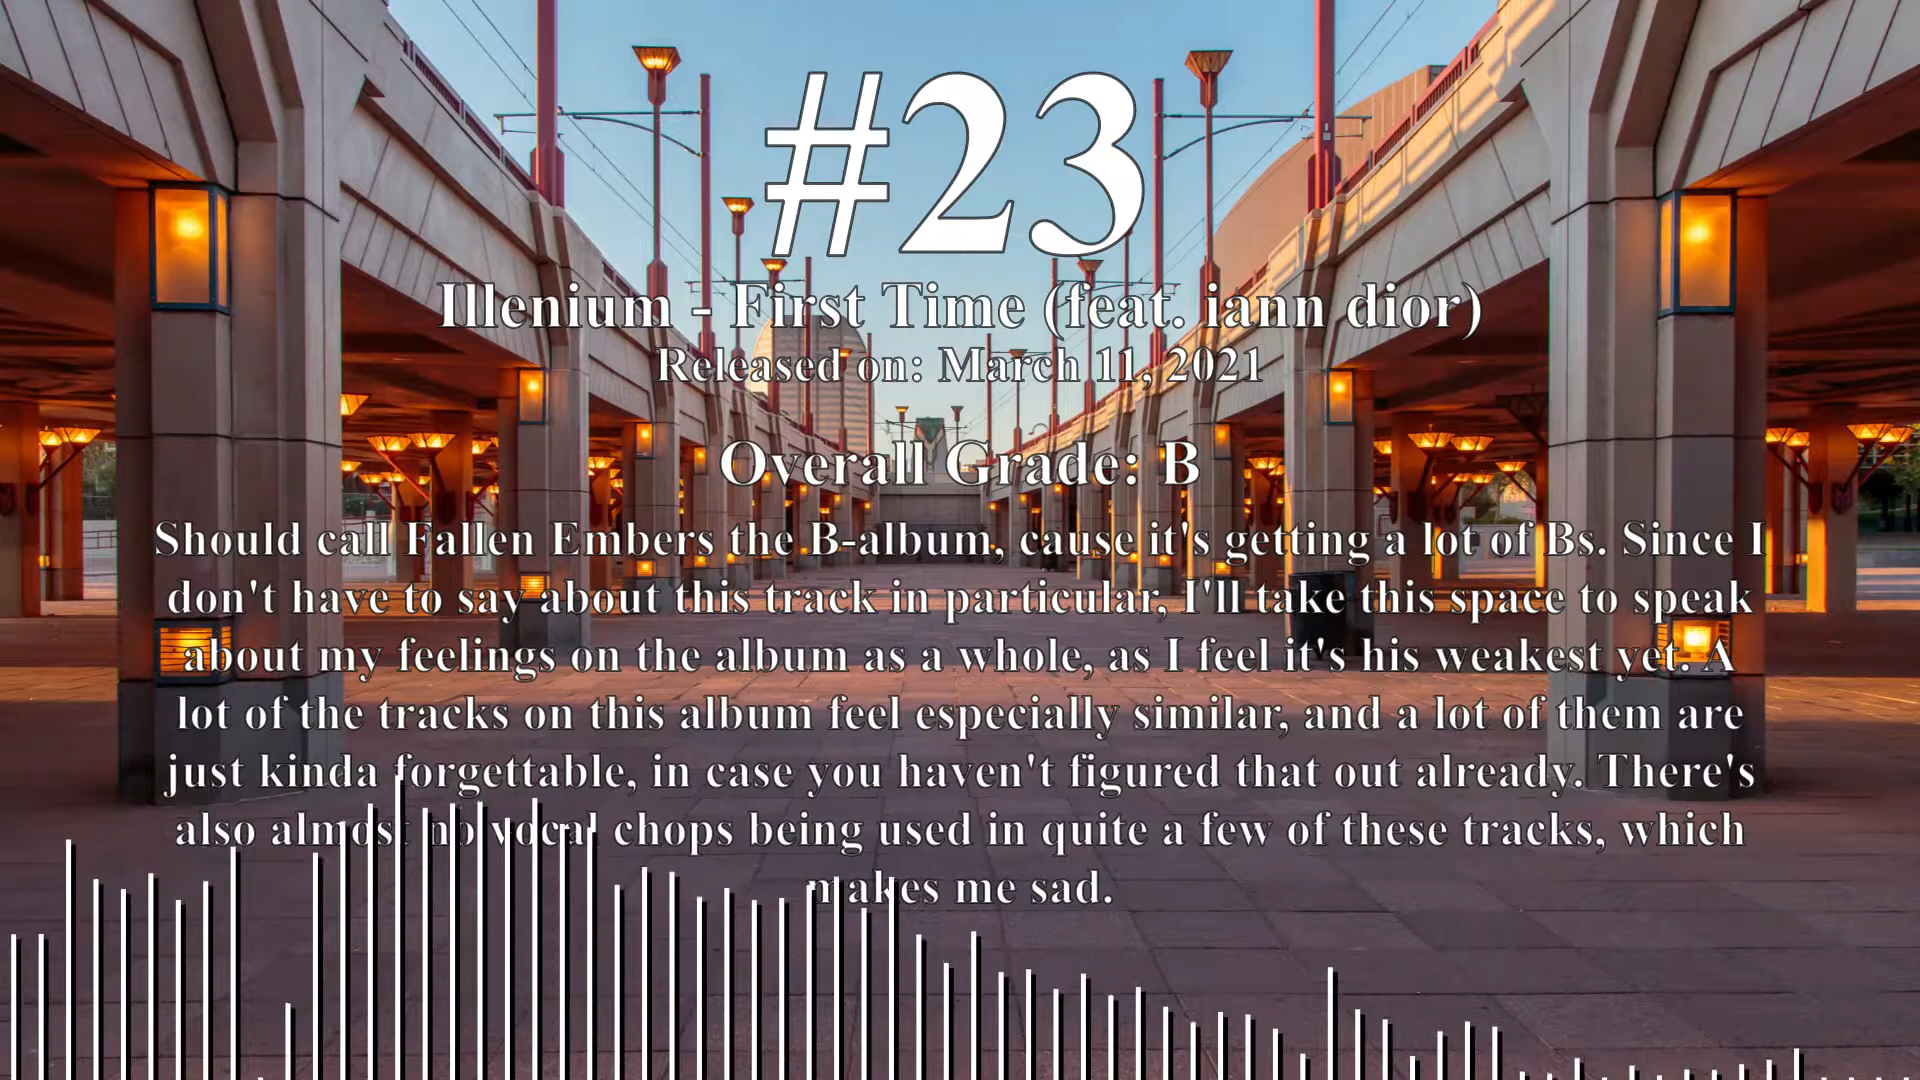 #23
Illenium - First Time (feat. iann dior)
Released on: March 11, 2021
Overall Grade: B
Should call Fallen Embers the B-album, cause it's getting a lot of Bs. Since I
don't have to say about this track in particular, I'll take this space to speak
about my feelings on the album as a whole, as I feel it's his weakest yet. A
lot of the tracks on this album feel especially similar, and a lot of them are
just kinda forgettable, in case you haven't figured that out already. There's
also almost no vocal chops being used in quite a few of these tracks, which
makes me sad.